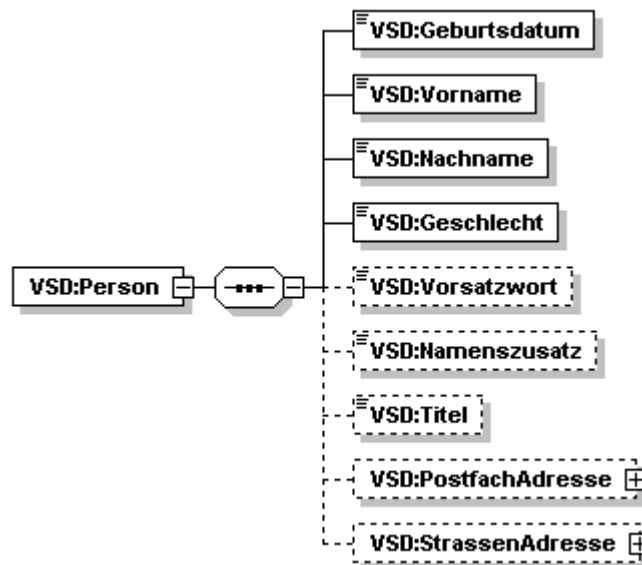 VSD:Geburtsdatum
VSD:Vorname
VSD:Nachname
VSD:Geschlecht
VSD:Person
VSD:Vorsatzwort
VSD:Namenszusatz
VSD:Titel
VSD:PostfachAdresse
VSD:StrassenAdresse